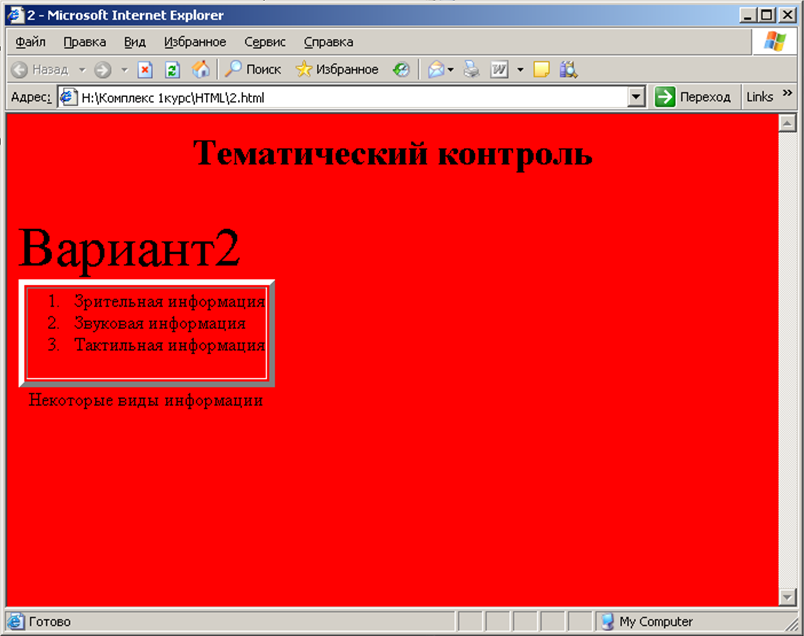 2 - Microsoft Internet Explorer
Файл Правка Вид Избранное Сервис Справка
Назад Поиск Избранное
Адрес: H:\Комплекс 1курс\HTML\2.html Переход Links »
Тематический контроль
Вариант2
1. Зрительная информация
2. Звуковая информация
3. Тактильная информация
Некоторые виды информации
Готово My Computer